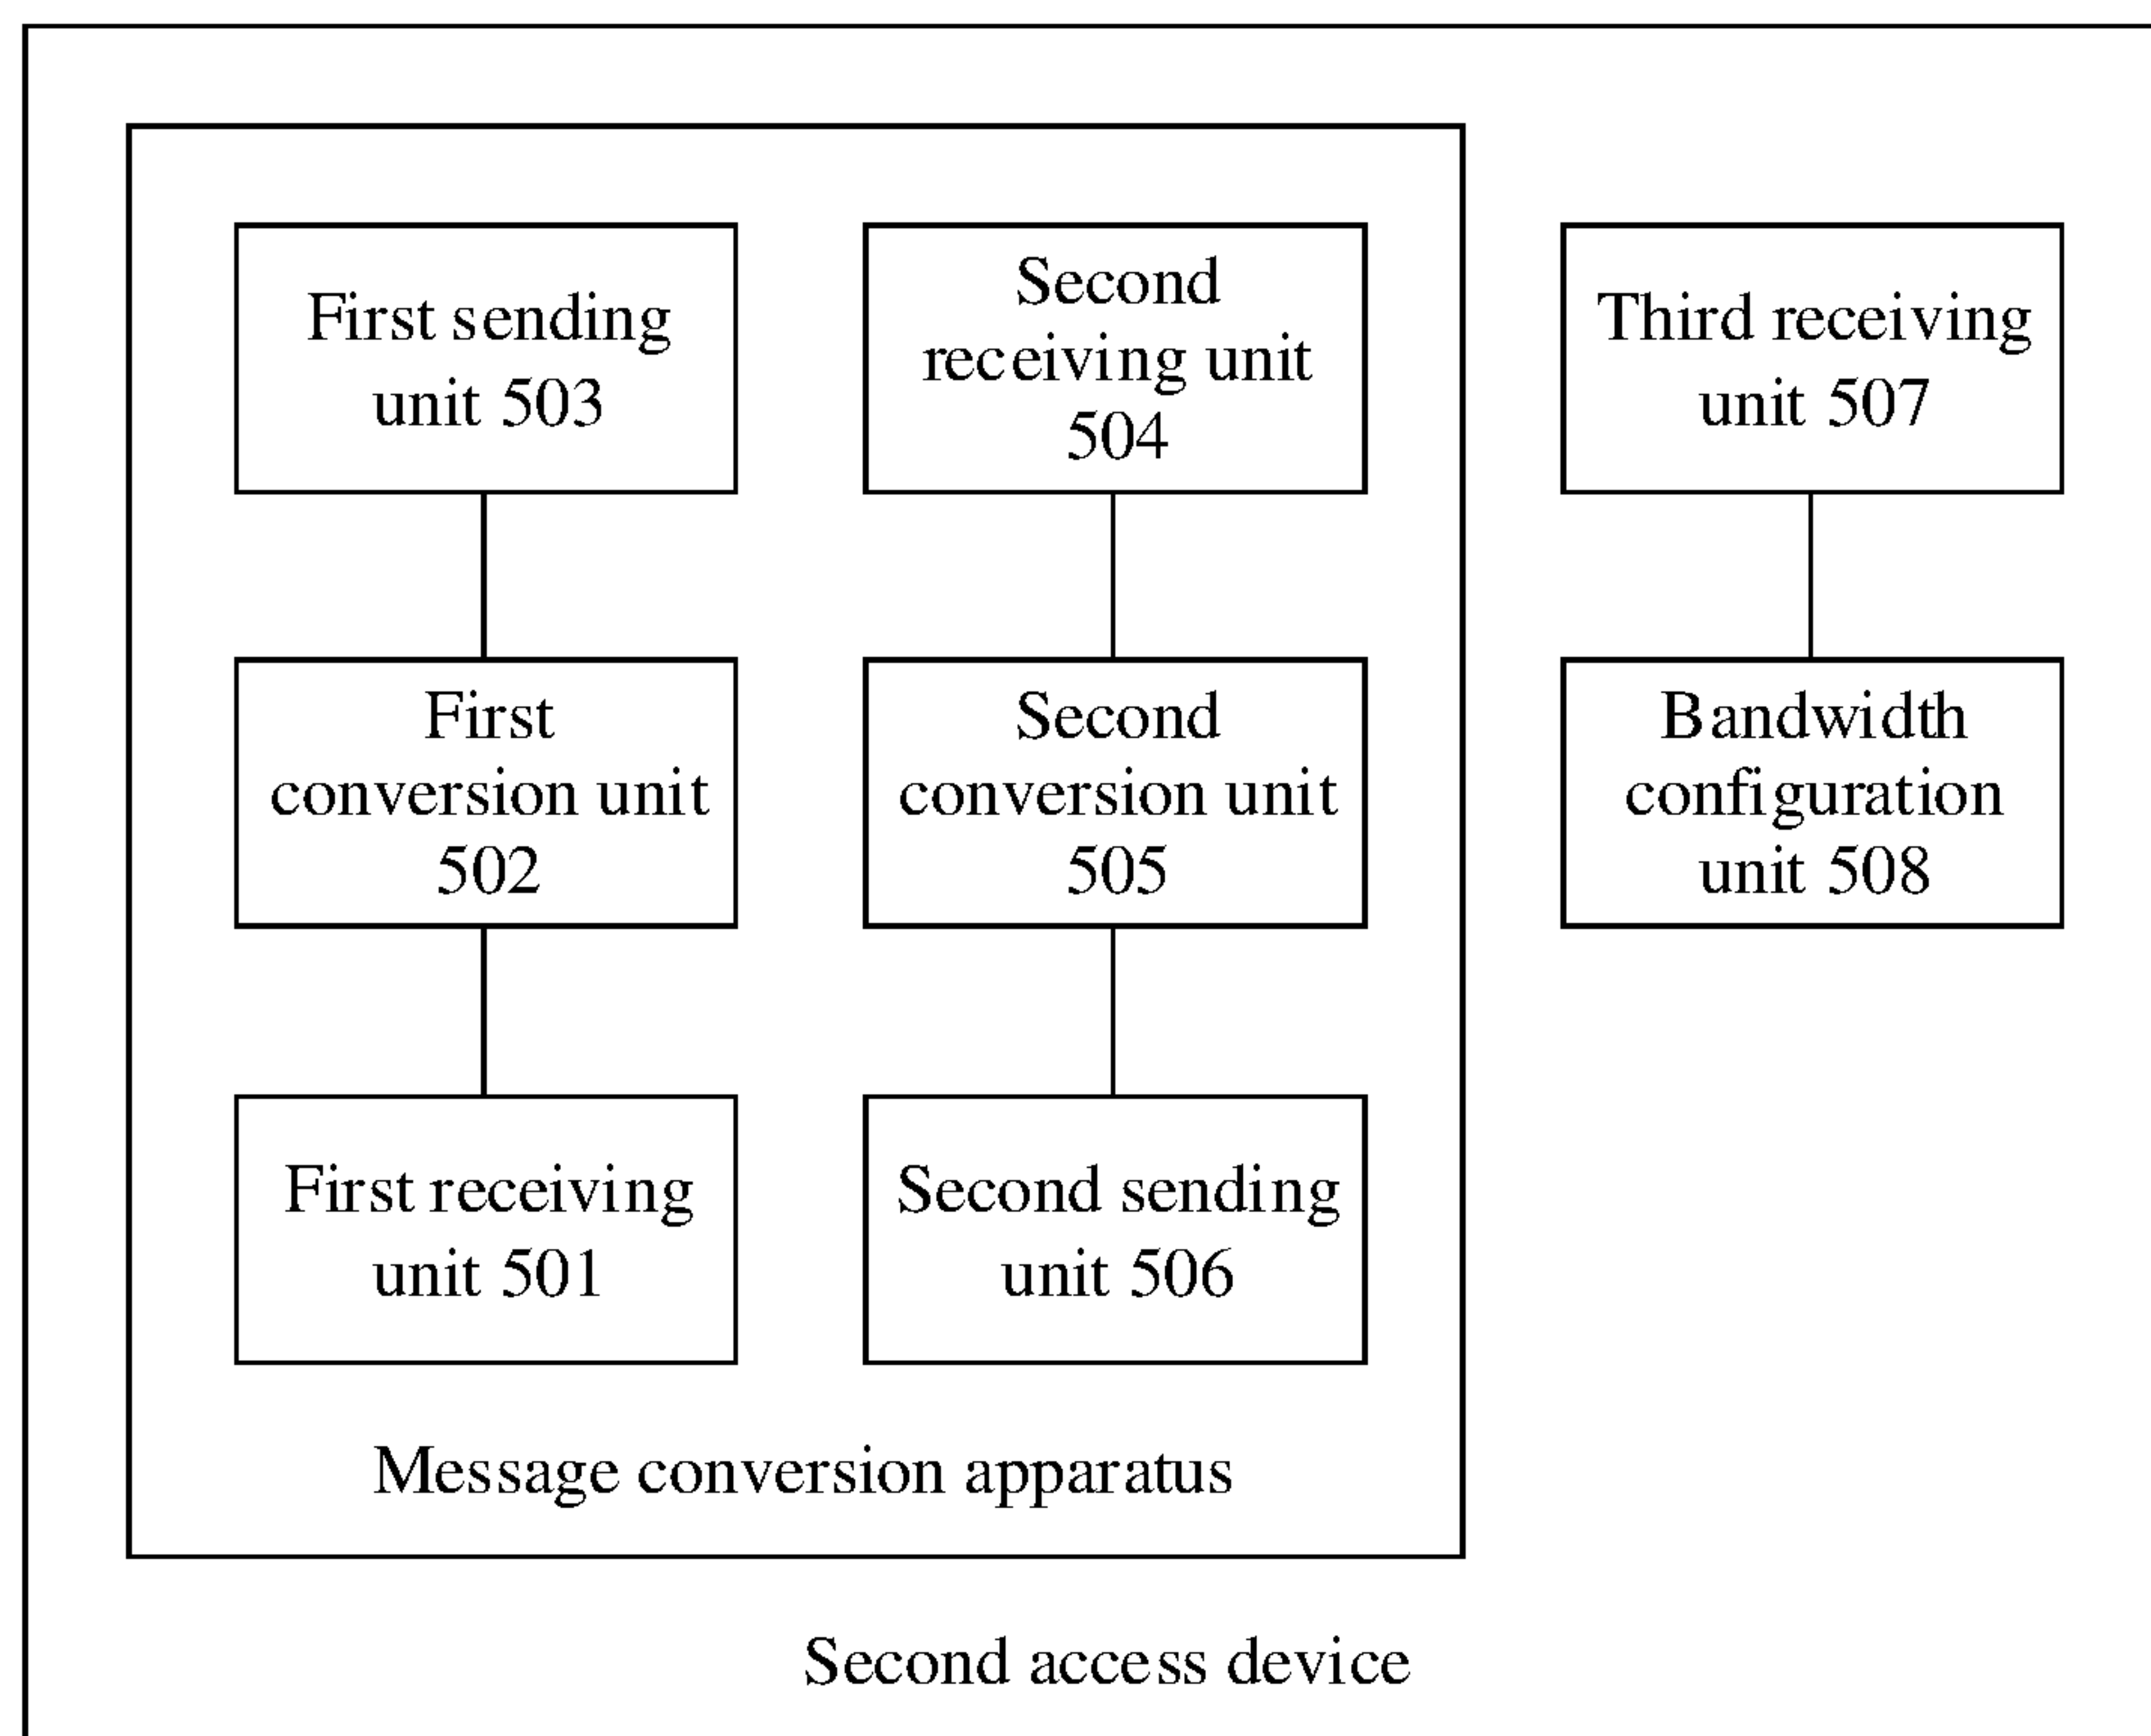 First sending
unit 503
Second
receiving unit
504
Third receiving
unit 507
First
conversion unit
502
Second
conversion unit
505
Bandwidth
configuration
unit 508
First receiving
unit 501
Second sending
unit 506
Message conversion apparatus
Second access device